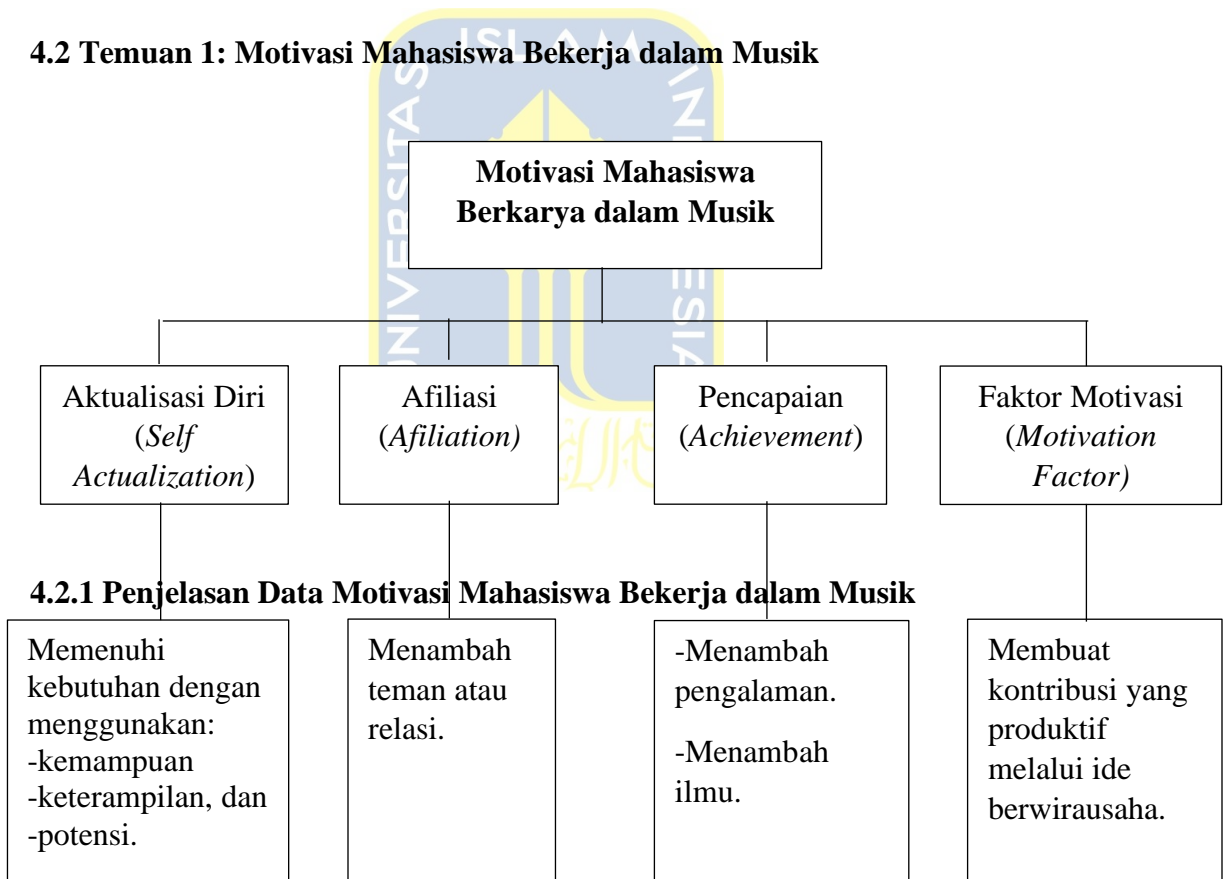 4.2 Temuan 1: Motivasi Mahasiswa Bekerja dalam Musik
Motivasi Mahasiswa
Berkarya dalam Musik
Aktualisasi Diri
(Self
Actualization)
Afiliasi
(Afiliation)
Pencapaian
(Achievement)
Faktor Motivasi
(Motivation
Factor)
4.2.1 Penjelasan Data Motivasi Mahasiswa Bekerja dalam Musik
Memenuhi
kebutuhan dengan
menggunakan:
-kemampuan
-keterampilan, dan
-potensi.
Menambah
teman atau
relasi.
-Menambah
pengalaman.
-Menambah
ilmu.
Membuat
kontribusi yang
produktif
melalui ide
berwirausaha.
UNIVERSITAS
ISLAM